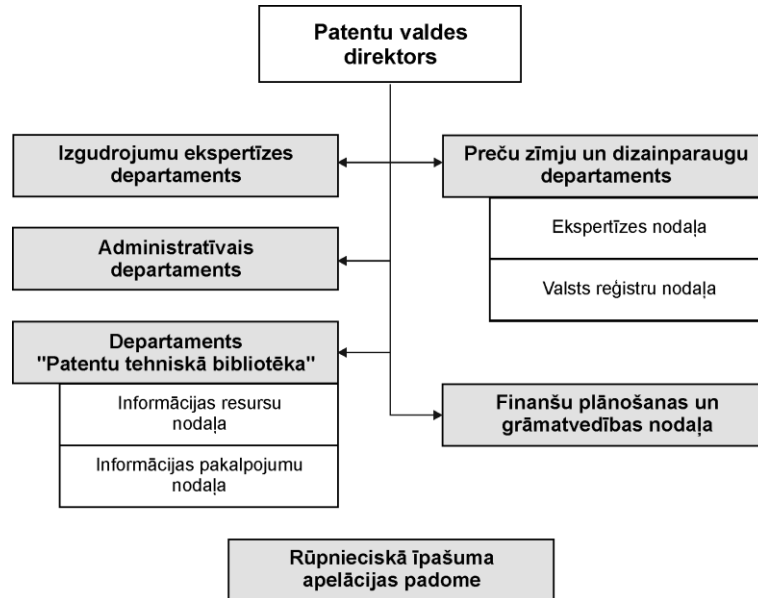 Patentu valdes
direktors
Izgudrojumu ekspertīzes
departaments
Preču zīmju un dizainparaugu
departaments
Ekspertīzes nodaļa
Valsts reģistru nodaļa
Administratīvais
departaments
Departaments
"Patentu tehniskā bibliotēka"
Informācijas resursu
nodaļa
Informācijas pakalpojumu
nodaļa
Finanšu plānošanas un
grāmatvedības nodaļa
Rūpnieciskā īpašuma
apelācijas padome